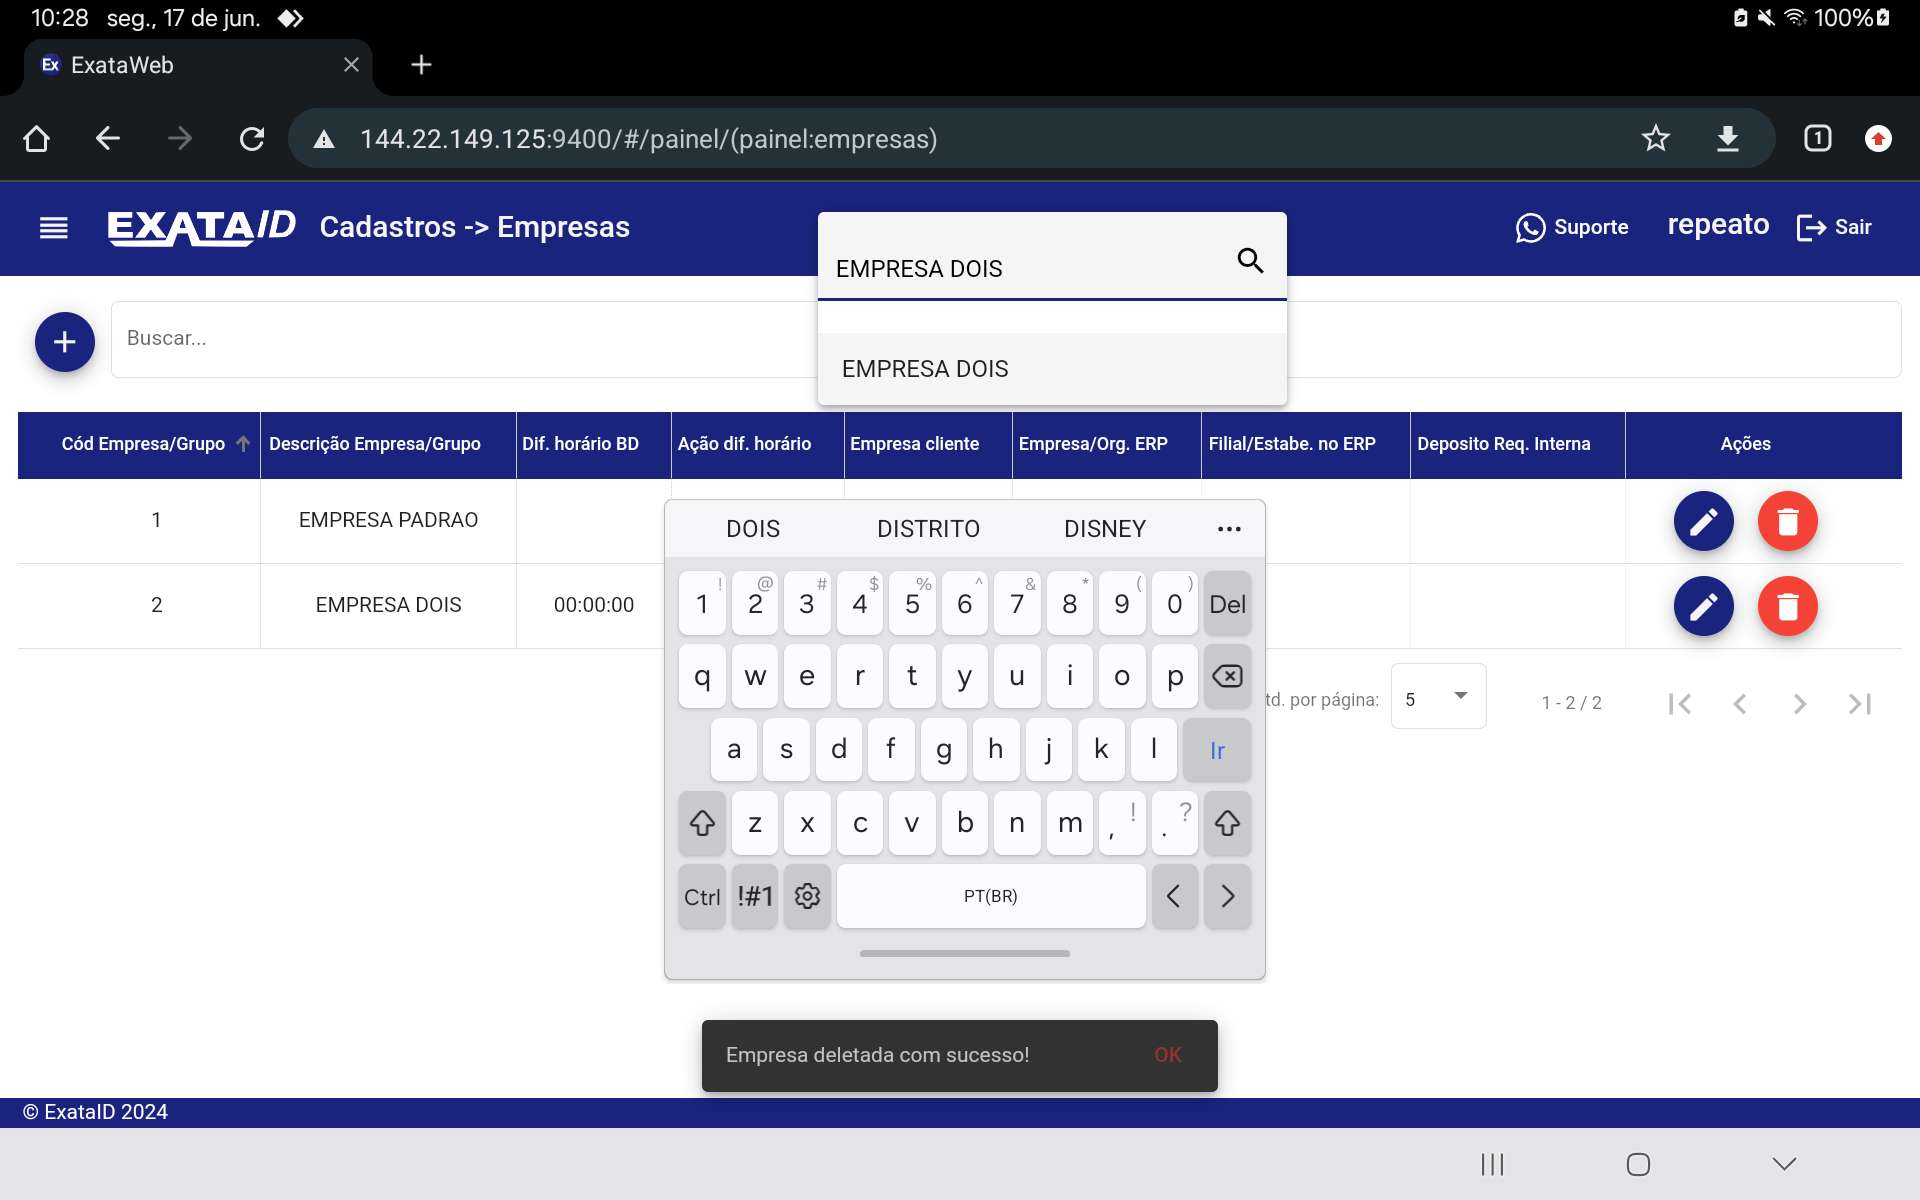 10:28 seg., 17 de jun. 100%
Ex ExataWeb
144.22.149.125:9400/#/painel/(painel:empresas) 1
EXATAID Cadastros -> Empresas Suporte repeato Sair
EMPRESA DOIS
Buscar...
EMPRESA DOIS
Cód Empresa/Grupo Descrição Empresa/Grupo Dif. horário BD Ação dif. horário Empresa cliente Empresa/Org. ERP Filial/Estabe. no ERP Deposito Req. Interna Ações
1 EMPRESA PADRAO
2 EMPRESA DOIS 00:00:00
td. por página: 5 1 - 2 / 2
DOIS DISTRITO DISNEY ...
1 ! 2 @ 3 # 4 $ 5 % 6 ^ 7 & 8 * 9 ( 0 ) Del
q w e r t y u i o p
a s d f g h j k l Ir
z x c v b n m , ! . ?
Ctrl !#1 PT(BR) < >
Empresa deletada com sucesso! OK
© ExataID 2024